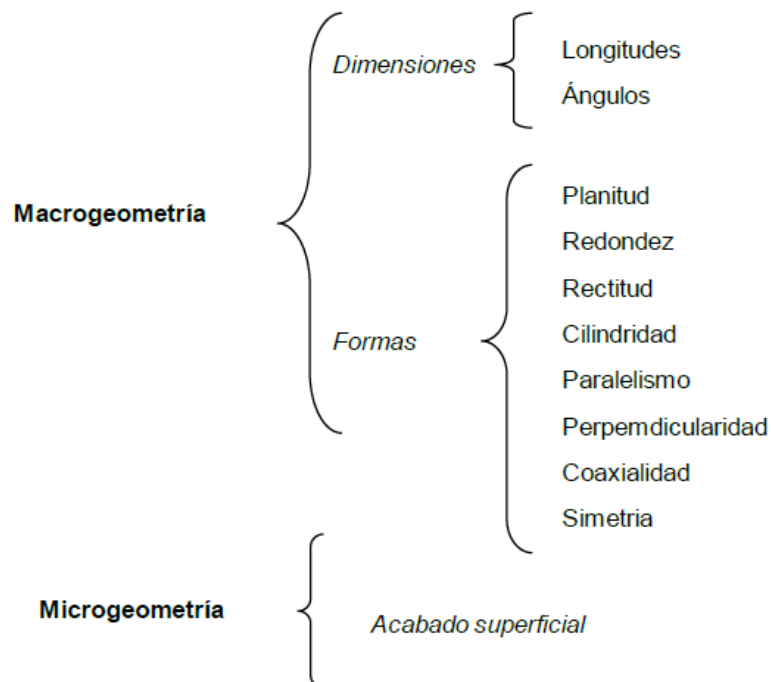 Dimensiones
Longitudes
Ángulos
Macrogeometría
Formas
Planitud
Redondez
Rectitud
Cilindridad
Paralelismo
Perpemdicularidad
Coaxialidad
Simetria
Microgeometría
Acabado superficial